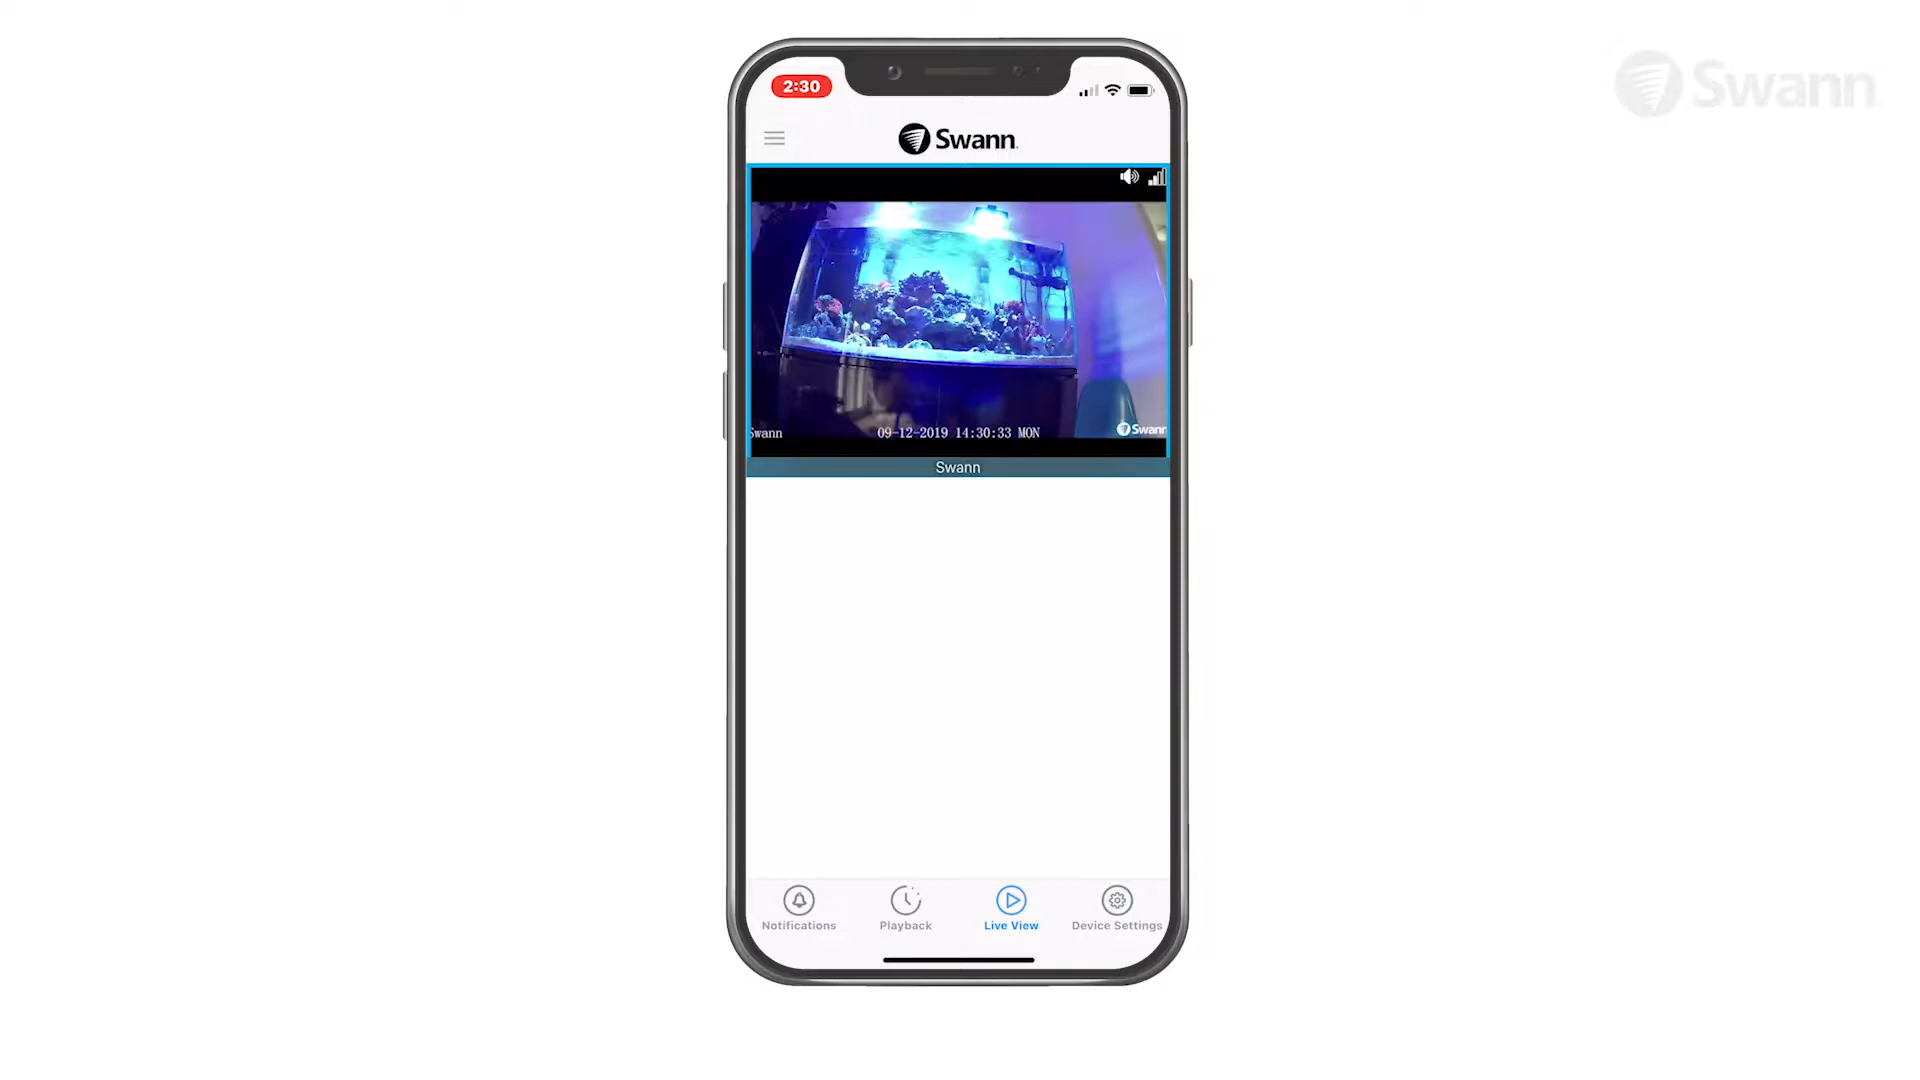 Swann
2:30
Swann
Swann
09-12-2019 14:30:33 MON
Swann
Swann
Notifications
Playback
Live View
Device Settings